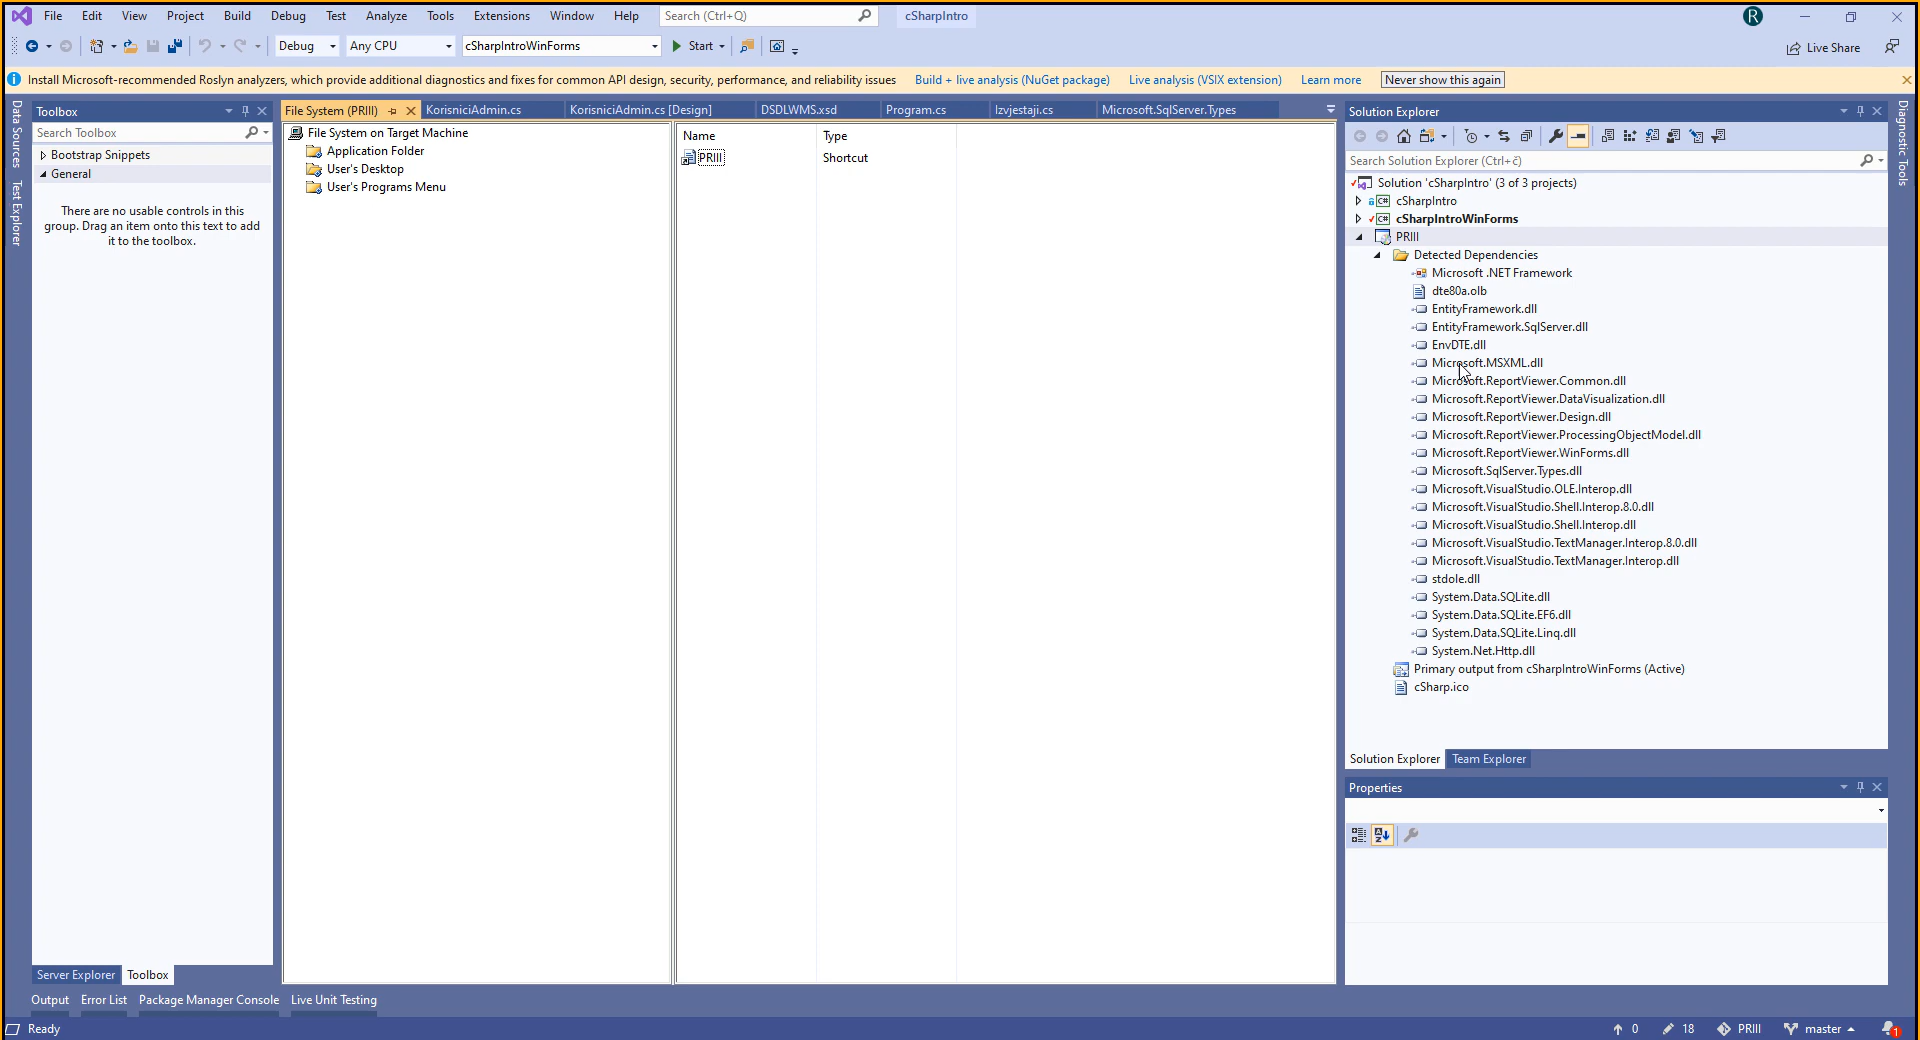 File Edit View Project Build Debug Test Analyze Tools Extensions Window Help Search (Ctrl+Q) cSharpIntro R
Debug Any CPU cSharpIntroWinForms Start Live Share
Install Microsoft-recommended Roslyn analyzers, which provide additional diagnostics and fixes for common API design, security, performance, and reliability issues Build + live analysis (NuGet package) Live analysis (VSIX extension) Learn more Never show this again
Data Sources
Test Explorer
Toolbox
Search Toolbox
Bootstrap Snippets
General
There are no usable controls in this
group. Drag an item onto this text to add
it to the toolbox.
Server Explorer Toolbox
File System (PRIII) KorisniciAdmin.cs KorisniciAdmin.cs [Design] DSDLWMS.xsd Program.cs Izvjestaji.cs Microsoft.SqlServer.Types
File System on Target Machine
Application Folder
User's Desktop
User's Programs Menu
Name Type
PRIII Shortcut
Solution Explorer
Search Solution Explorer (Ctrl+č)
Solution 'cSharpIntro' (3 of 3 projects)
C# cSharpIntro
C# cSharpIntroWinForms
PRIII
Detected Dependencies
Microsoft .NET Framework
dte80a.olb
EntityFramework.dll
EntityFramework.SqlServer.dll
EnvDTE.dll
Microsoft.MSXML.dll
Microsoft.ReportViewer.Common.dll
Microsoft.ReportViewer.DataVisualization.dll
Microsoft.ReportViewer.Design.dll
Microsoft.ReportViewer.ProcessingObjectModel.dll
Microsoft.ReportViewer.WinForms.dll
Microsoft.SqlServer.Types.dll
Microsoft.VisualStudio.OLE.Interop.dll
Microsoft.VisualStudio.Shell.Interop.8.0.dll
Microsoft.VisualStudio.Shell.Interop.dll
Microsoft.VisualStudio.TextManager.Interop.8.0.dll
Microsoft.VisualStudio.TextManager.Interop.dll
stdole.dll
System.Data.SQLite.dll
System.Data.SQLite.EF6.dll
System.Data.SQLite.Linq.dll
System.Net.Http.dll
Primary output from cSharpIntroWinForms (Active)
cSharp.ico
Solution Explorer Team Explorer
Properties
Diagnostic Tools
Output Error List Package Manager Console Live Unit Testing
Ready 0 18 PRIII master 1